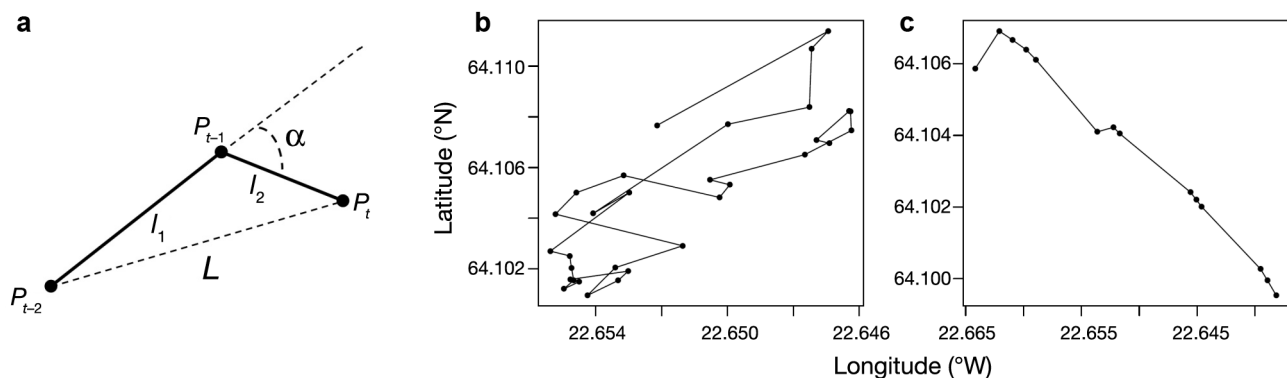 a
b
c
P t–1
α
l 2
P t
l 1
L
P t–2
Latitude (°N)
64.110
64.106
64.102
22.654
22.650
22.646
64.106
64.104
64.102
64.100
22.665
22.655
22.645
Longitude (°W)